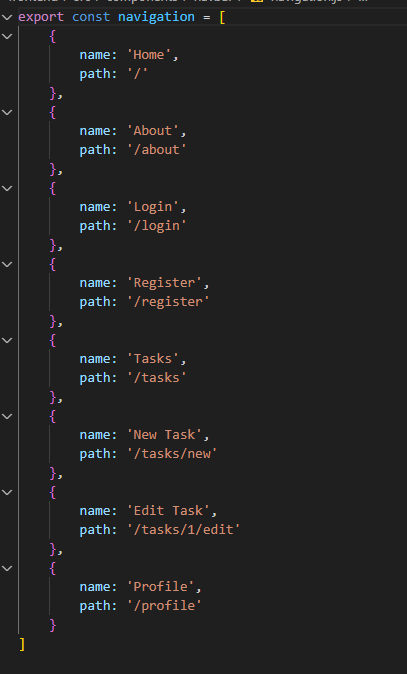 export const navigation = [
    {
        name: 'Home',
        path: '/'
    },
    {
        name: 'About',
        path: '/about'
    },
    {
        name: 'Login',
        path: '/login'
    },
    {
        name: 'Register',
        path: '/register'
    },
    {
        name: 'Tasks',
        path: '/tasks'
    },
    {
        name: 'New Task',
        path: '/tasks/new'
    },
    {
        name: 'Edit Task',
        path: '/tasks/1/edit'
    },
    {
        name: 'Profile',
        path: '/profile'
    }
]